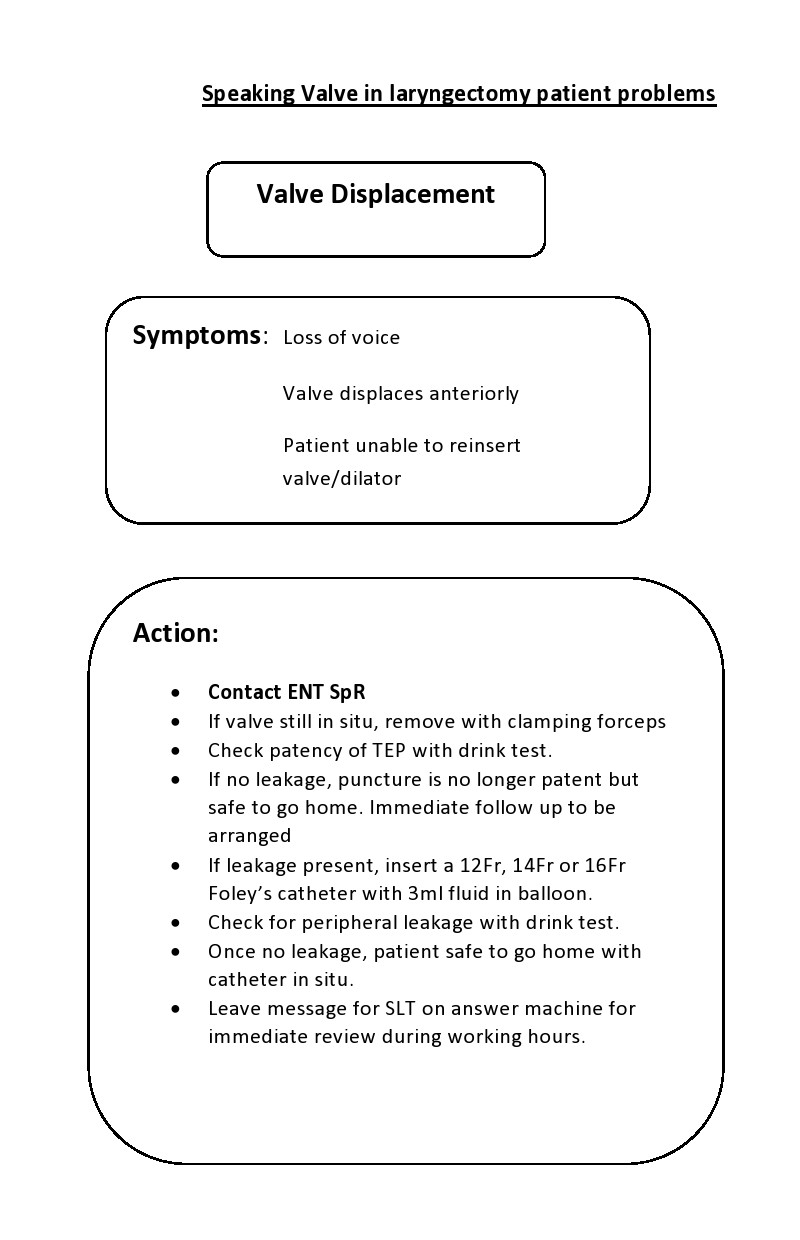 Speaking Valve in laryngectomy patient problems
Valve Displacement
Symptoms: Loss of voice
Valve displaces anteriorly
Patient unable to reinsert
valve/dilator
Action:
• Contact ENT SpR
• If valve still in situ, remove with clamping forceps
• Check patency of TEP with drink test.
• If no leakage, puncture is no longer patent but
safe to go home. Immediate follow up to be
arranged
• If leakage present, insert a 12Fr, 14Fr or 16Fr
Foley’s catheter with 3ml fluid in balloon.
• Check for peripheral leakage with drink test.
• Once no leakage, patient safe to go home with
catheter in situ.
• Leave message for SLT on answer machine for
immediate review during working hours.